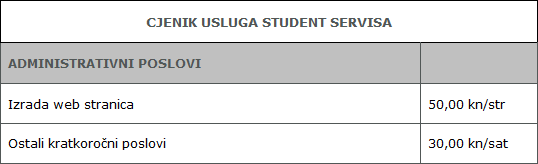 CJENIK USLUGA STUDENT SERVISA
ADMINISTRATIVNI POSLOVI
Izrada web stranica 50,00 kn/str
Ostali kratkoročni poslovi 30,00 kn/sat